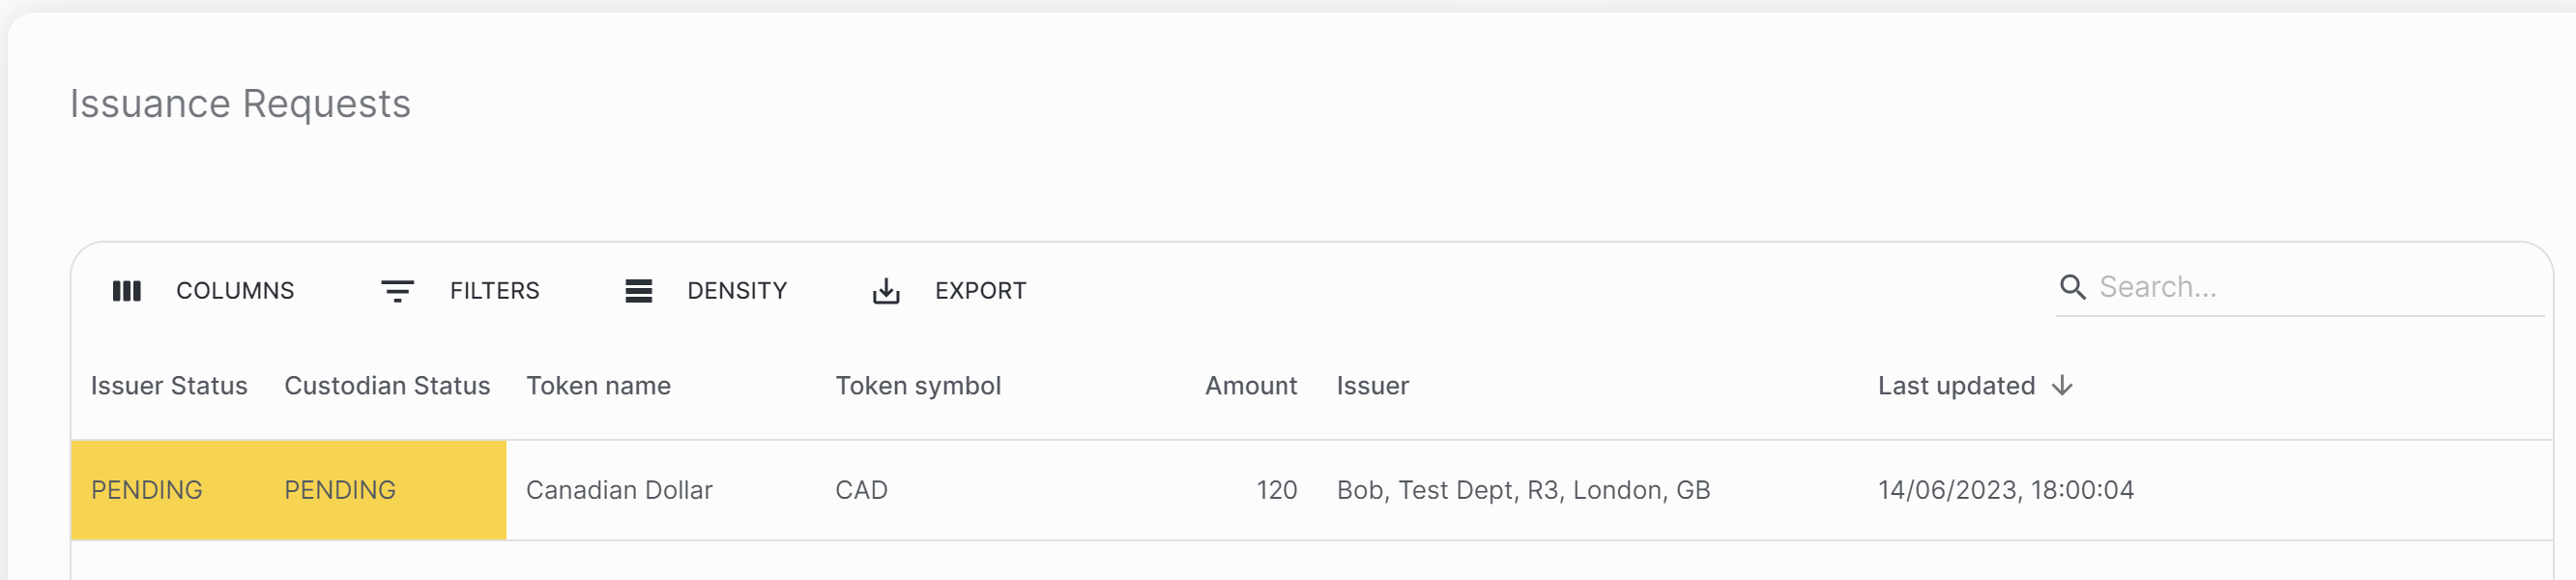 Issuance Requests
COLUMNS FILTERS DENSITY EXPORT Search...
Issuer Status Custodian Status Token name Token symbol Amount Issuer Last updated
PENDING PENDING Canadian Dollar CAD 120 Bob, Test Dept, R3, London, GB 14/06/2023, 18:00:04